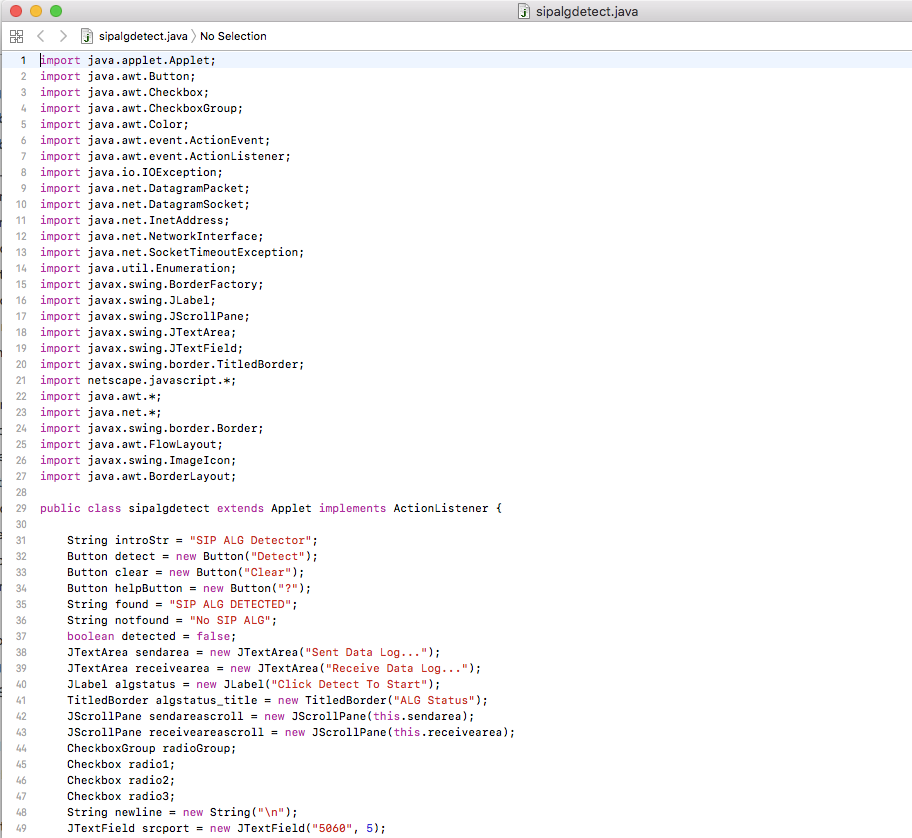 sipalgdetect.java
sipalgdetect.java 〉 No Selection
1 import java.applet.Applet;
2 import java.awt.Button;
3 import java.awt.Checkbox;
4 import java.awt.CheckboxGroup;
5 import java.awt.Color;
6 import java.awt.event.ActionEvent;
7 import java.awt.event.ActionListener;
8 import java.io.IOException;
9 import java.net.DatagramPacket;
10 import java.net.DatagramSocket;
11 import java.net.InetAddress;
12 import java.net.NetworkInterface;
13 import java.net.SocketTimeoutException;
14 import java.util.Enumeration;
15 import javax.swing.BorderFactory;
16 import javax.swing.JLabel;
17 import javax.swing.JScrollPane;
18 import javax.swing.JTextArea;
19 import javax.swing.JTextField;
20 import javax.swing.border.TitledBorder;
21 import netscape.javascript.*;
22 import java.awt.*;
23 import java.net.*;
24 import javax.swing.border.Border;
25 import java.awt.FlowLayout;
26 import javax.swing.ImageIcon;
27 import java.awt.BorderLayout;
28
29 public class sipalgdetect extends Applet implements ActionListener {
30
31     String introStr = "SIP ALG Detector";
32     Button detect = new Button("Detect");
33     Button clear = new Button("Clear");
34     Button helpButton = new Button("?");
35     String found = "SIP ALG DETECTED";
36     String notfound = "No SIP ALG";
37     boolean detected = false;
38     JTextArea sendarea = new JTextArea("Sent Data Log...");
39     JTextArea receivearea = new JTextArea("Receive Data Log...");
40     JLabel algstatus = new JLabel("Click Detect To Start");
41     TitledBorder algstatus_title = new TitledBorder("ALG Status");
42     JScrollPane sendareascroll = new JScrollPane(this.sendarea);
43     JScrollPane receiveareascroll = new JScrollPane(this.receivearea);
44     CheckboxGroup radioGroup;
45     Checkbox radio1;
46     Checkbox radio2;
47     Checkbox radio3;
48     String newline = new String("\n");
49     JTextField srcport = new JTextField("5060", 5);